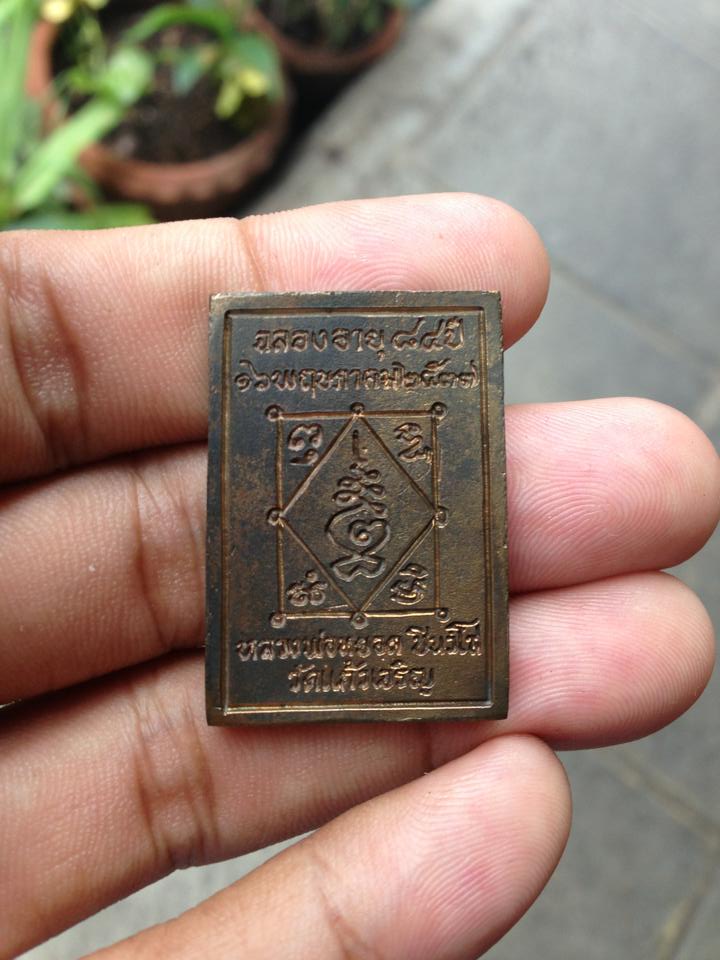 ฉลองอายุ ๘๔ ปี
๑๖ พฤษภาคม ๒๕๓๗
หลวงพ่อหยอด ชินวํโส
วัดแก้วเจริญ